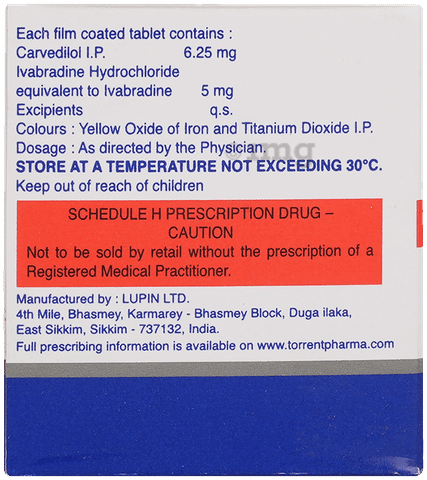 Each film coated tablet contains :
Carvedilol I.P. 6.25 mg
Ivabradine Hydrochloride
equivalent to Ivabradine 5 mg
Excipients q.s.
Colours : Yellow Oxide of Iron and Titanium Dioxide I.P.
Dosage : As directed by the Physician.
STORE AT A TEMPERATURE NOT EXCEEDING 30°C.
Keep out of reach of children
SCHEDULE H PRESCRIPTION DRUG –
CAUTION
Not to be sold by retail without the prescription of a
Registered Medical Practitioner.
Manufactured by : LUPIN LTD.
4th Mile, Bhasmey, Karmarey - Bhasmey Block, Duga ilaka,
East Sikkim, Sikkim - 737132, India.
Full prescribing information is available on www.torrentpharma.com